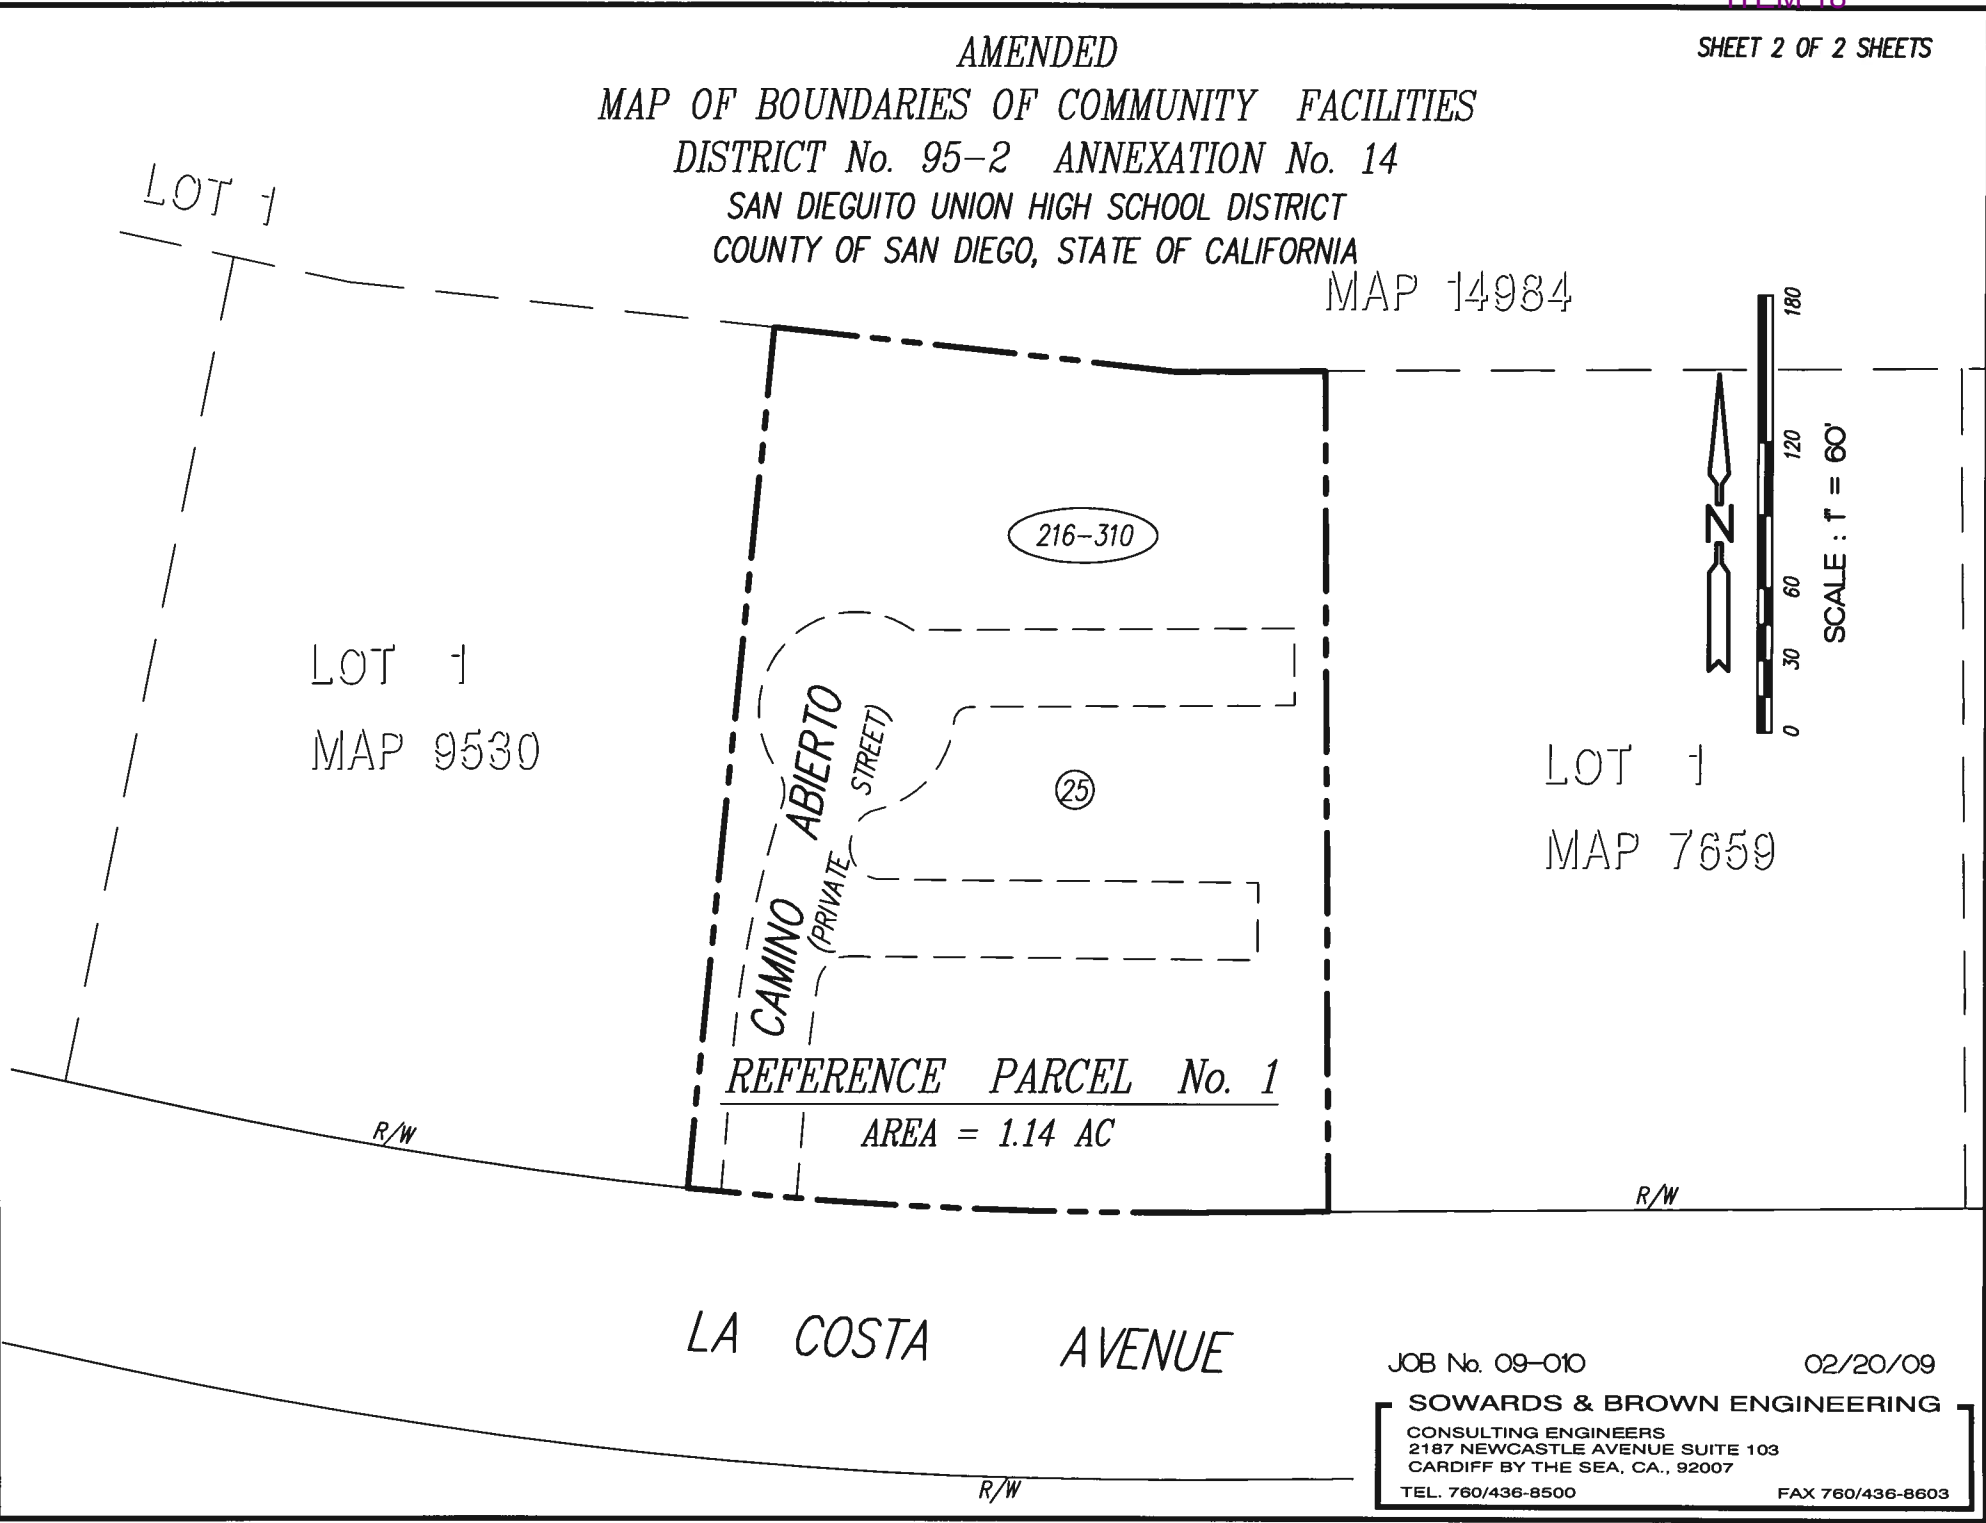 ITEM 16
SHEET 2 OF 2 SHEETS
AMENDED
MAP OF BOUNDARIES OF COMMUNITY FACILITIES
DISTRICT No. 95-2 ANNEXATION No. 14
SAN DIEGUITO UNION HIGH SCHOOL DISTRICT
COUNTY OF SAN DIEGO, STATE OF CALIFORNIA
LOT 1
MAP 14984
180
120
60
30
0
SCALE : 1" = 60'
N
216-310
LOT 1
MAP 9530
CAMINO ABIERTO
(PRIVATE STREET)
25
LOT 1
MAP 7659
REFERENCE PARCEL No. 1
AREA = 1.14 AC
R/W
R/W
LA COSTA AVENUE
R/W
JOB No. 09-010
02/20/09
SOWARDS & BROWN ENGINEERING
CONSULTING ENGINEERS
2187 NEWCASTLE AVENUE SUITE 103
CARDIFF BY THE SEA, CA., 92007
TEL. 760/436-8500
FAX 760/436-8603